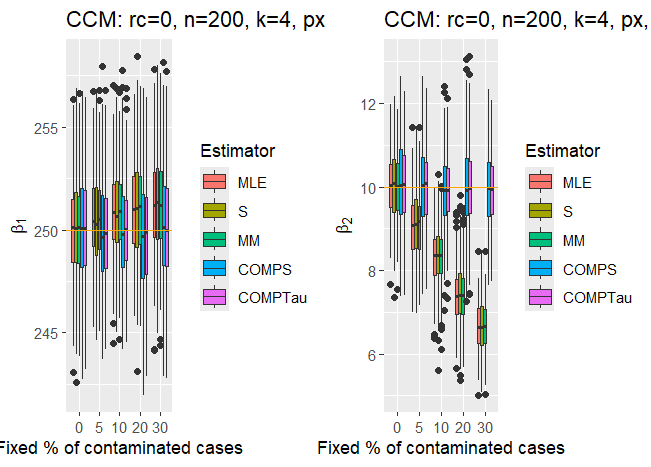 CCM: rc=0, n=200, k=4, px
255
250
245
β1
0 5 10 20 30
Fixed % of contaminated cases
Estimator
MLE
S
MM
COMPS
COMPTau
CCM: rc=0, n=200, k=4, px,
12
10
8
6
β2
0 5 10 20 30
Fixed % of contaminated cases
Estimator
MLE
S
MM
COMPS
COMPTau